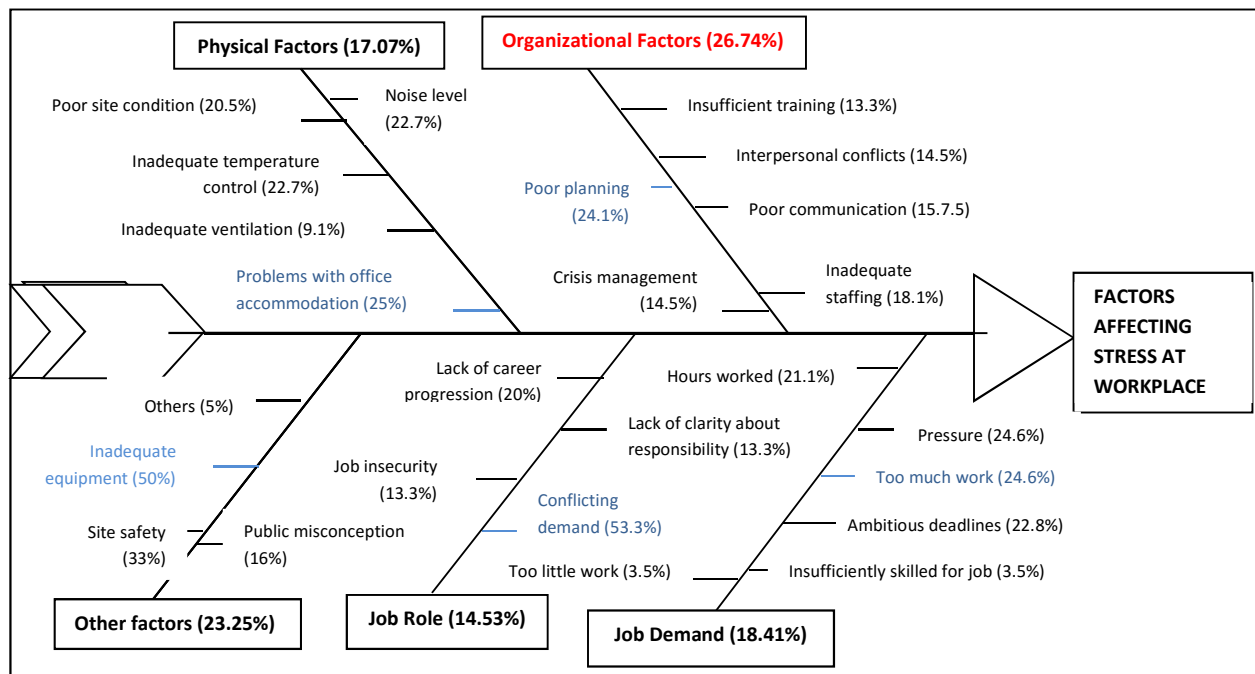 Physical Factors (17.07%)
Organizational Factors (26.74%)
Poor site condition (20.5%)
Noise level
(22.7%)
Inadequate temperature
control (22.7%)
Inadequate ventilation (9.1%)
Problems with office
accommodation (25%)
Insufficient training (13.3%)
Interpersonal conflicts (14.5%)
Poor planning
(24.1%)
Poor communication (15.7.5)
Crisis management
(14.5%)
Inadequate
staffing (18.1%)
FACTORS
AFFECTING
STRESS AT
WORKPLACE
Others (5%)
Inadequate
equipment (50%)
Site safety
(33%)
Public misconception
(16%)
Other factors (23.25%)
Lack of career
progression (20%)
Lack of clarity about
responsibility (13.3%)
Job insecurity
(13.3%)
Conflicting
demand (53.3%)
Job Role (14.53%)
Hours worked (21.1%)
Pressure (24.6%)
Too much work (24.6%)
Ambitious deadlines (22.8%)
Too little work (3.5%)
Insufficiently skilled for job (3.5%)
Job Demand (18.41%)